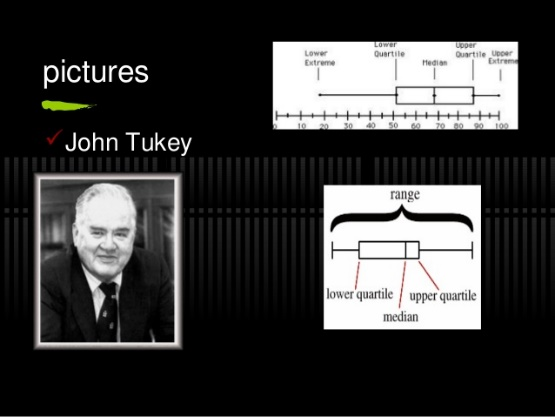 pictures
John Tukey
Lower Extreme
Lower Quartile
Median
Upper Quartile
Upper Extreme
0 10 20 30 40 50 60 70 80 90 100
range
lower quartile
upper quartile
median